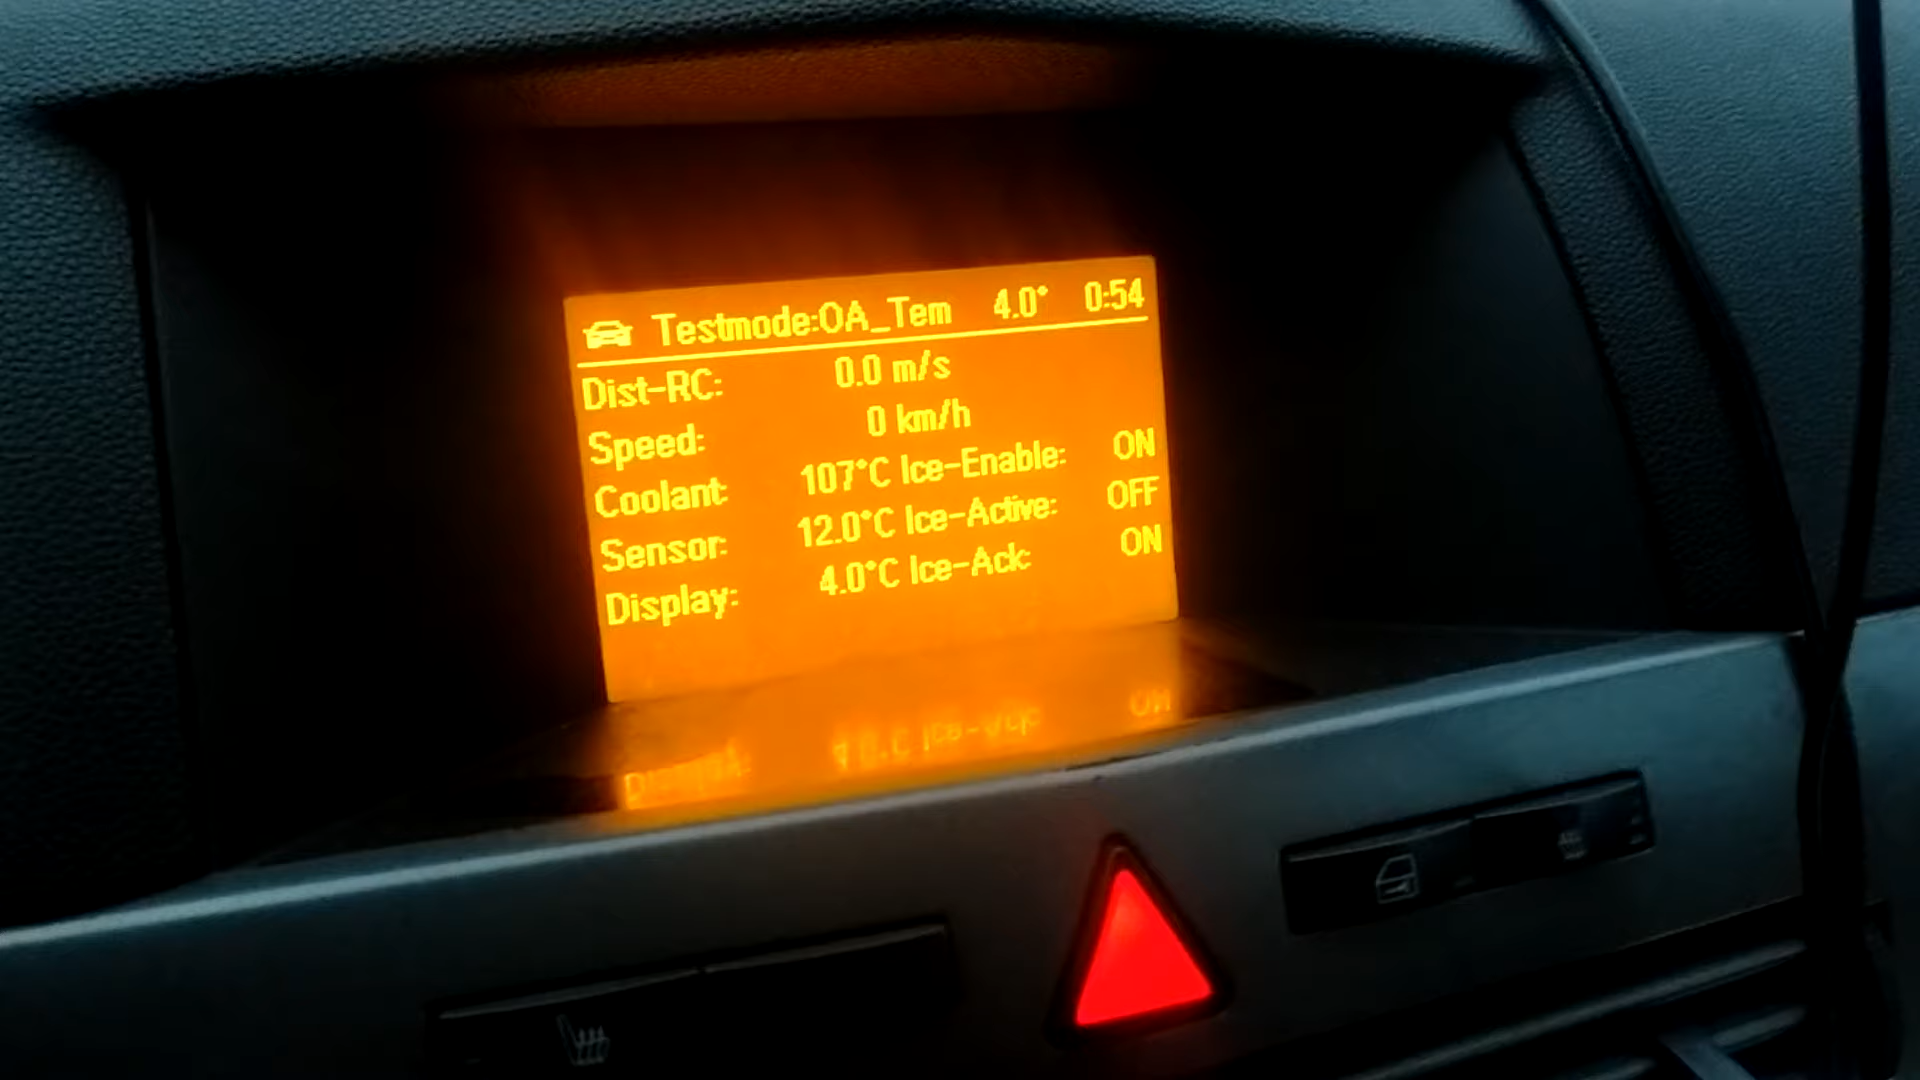 Testmode:OA_Tem 4.0° 0:54
Dist-RC: 0.0 m/s
Speed: 0 km/h
Coolant: 107°C Ice-Enable: ON
Sensor: 12.0°C Ice-Active: OFF
Display: 4.0°C Ice-Ack: ON